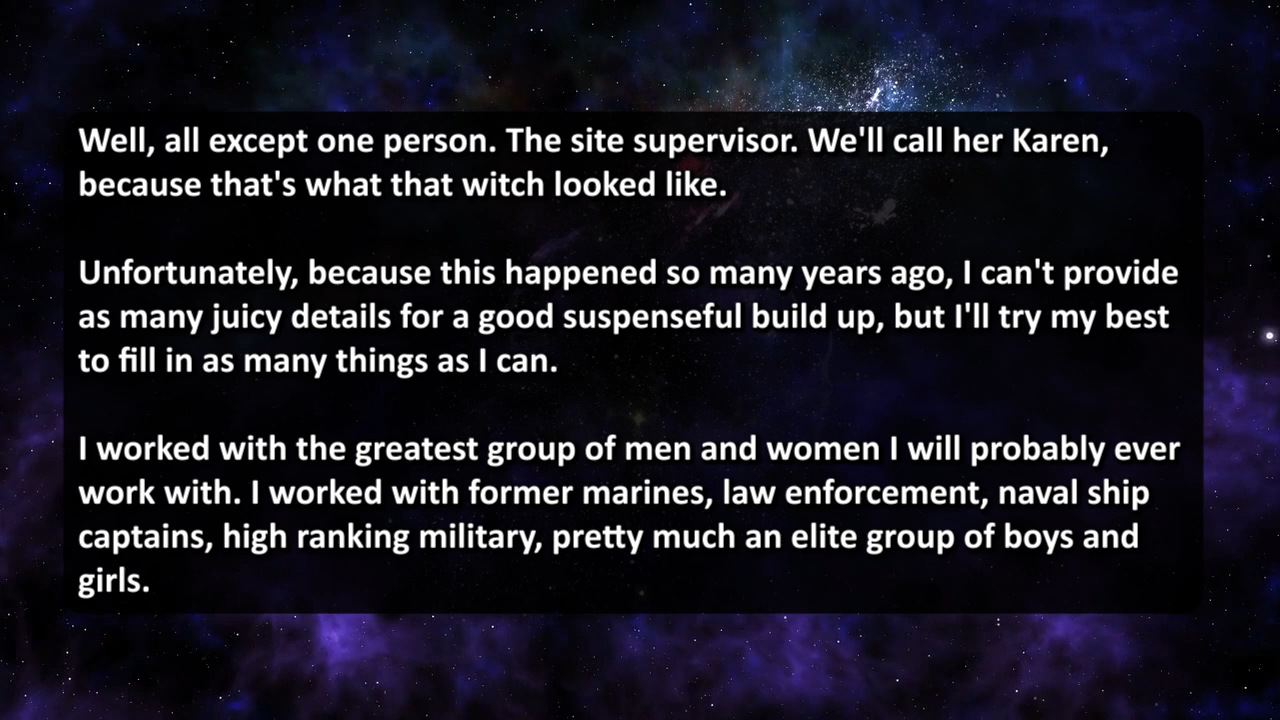 Well, all except one person. The site supervisor. We'll call her Karen,
because that's what that witch looked like.
Unfortunately, because this happened so many years ago, I can't provide
as many juicy details for a good suspenseful build up, but I'll try my best
to fill in as many things as I can.
I worked with the greatest group of men and women I will probably ever
work with. I worked with former marines, law enforcement, naval ship
captains, high ranking military, pretty much an elite group of boys and
girls.